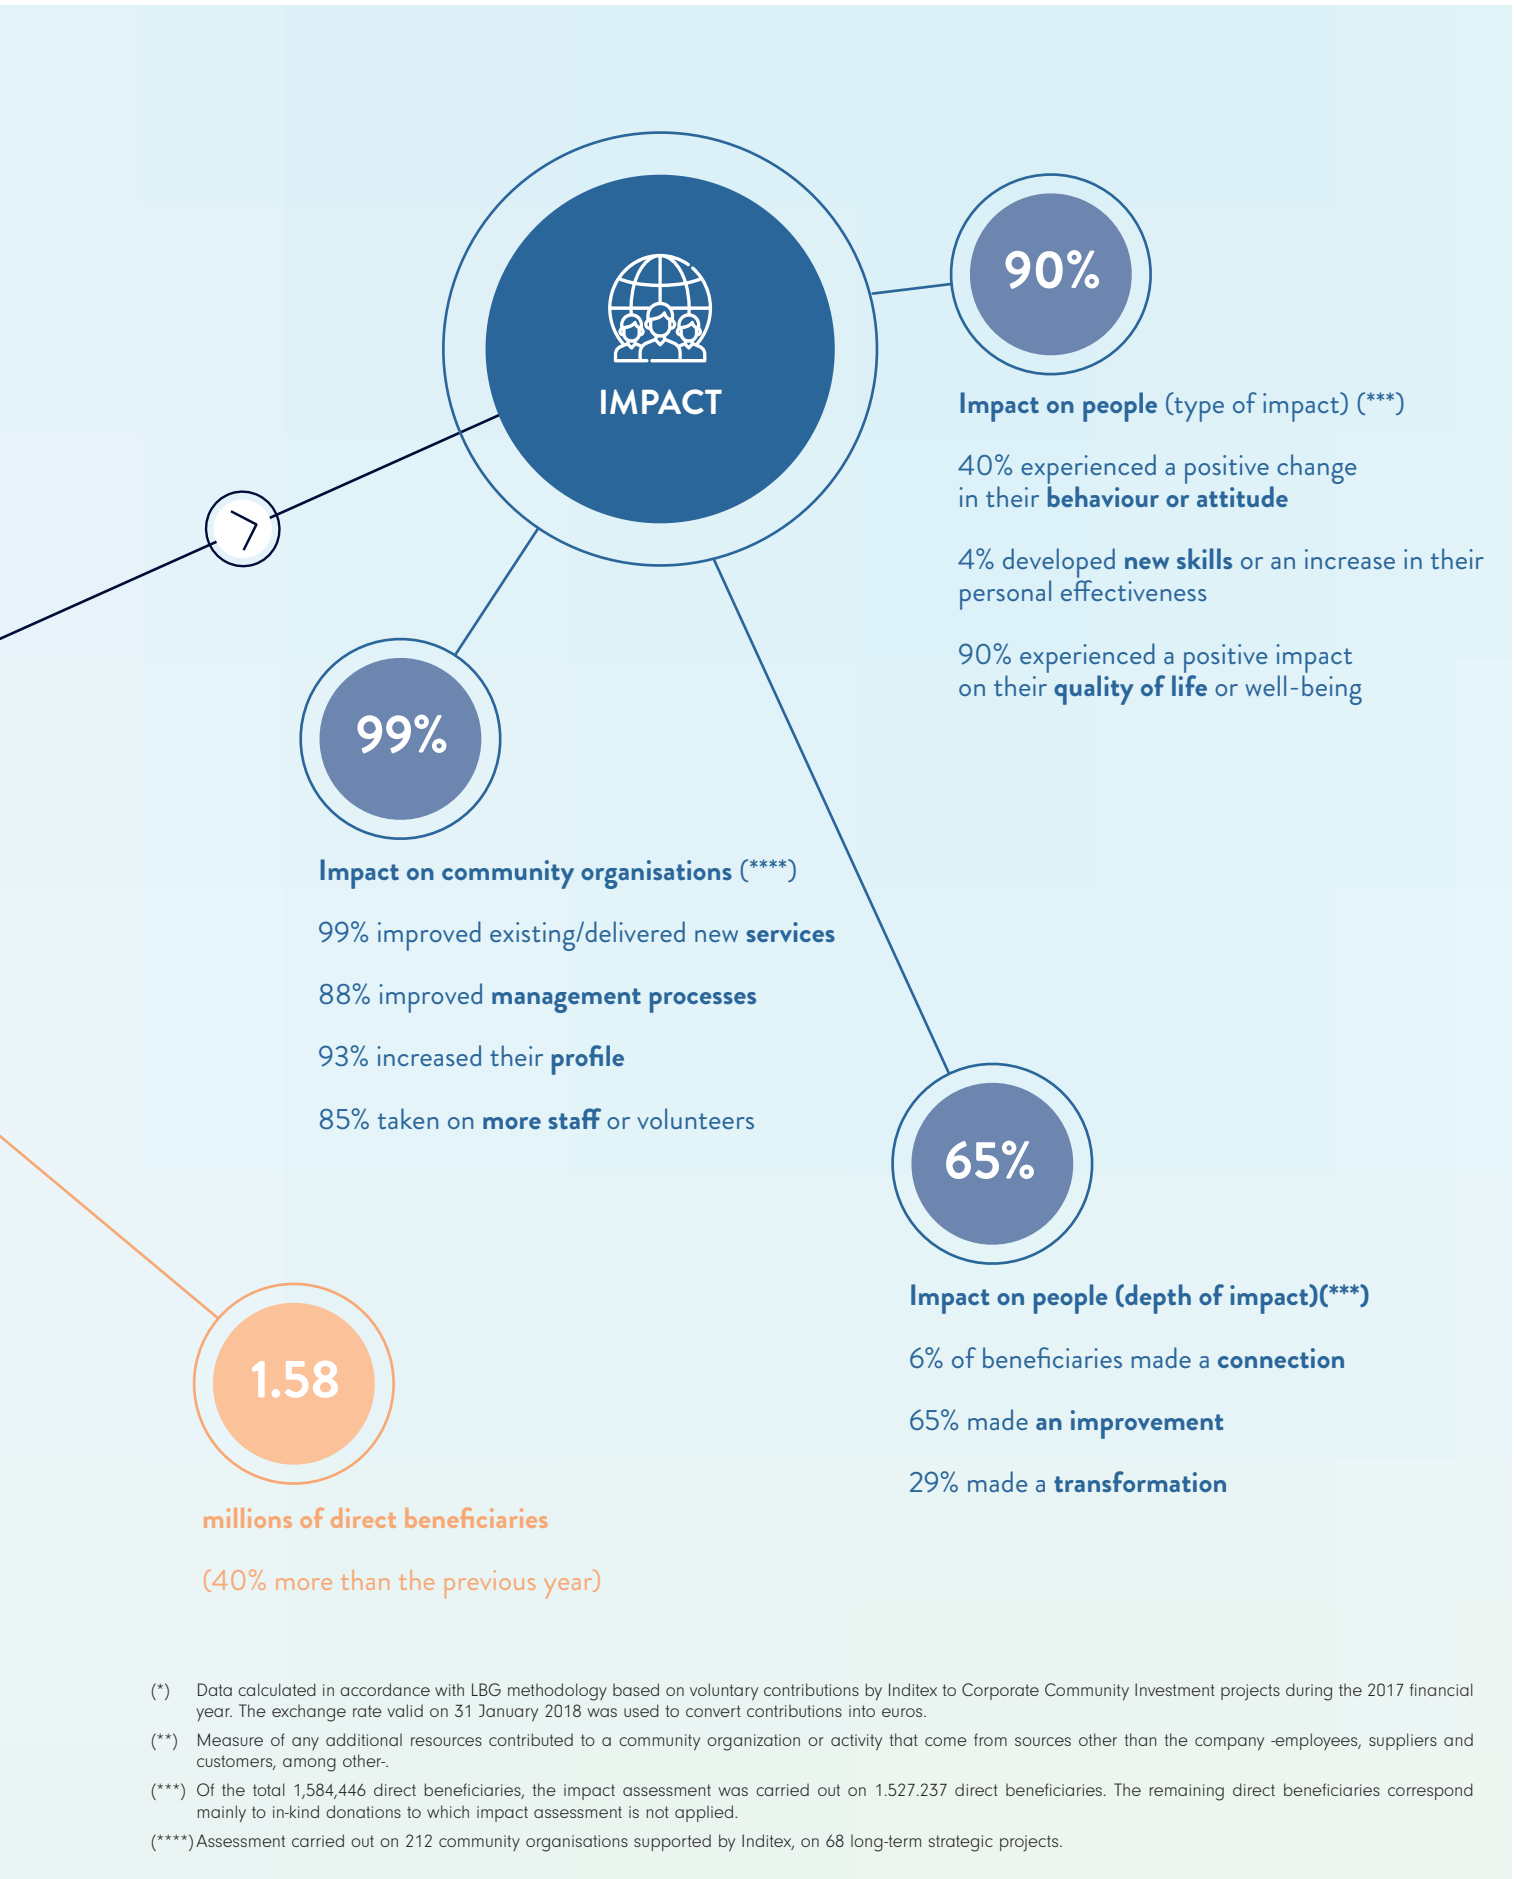 IMPACT
90%
Impact on people (type of impact) (***)
40% experienced a positive change
in their behaviour or attitude
4% developed new skills or an increase in their
personal effectiveness
90% experienced a positive impact
on their quality of life or well-being
99%
Impact on community organisations (****)
99% improved existing/delivered new services
88% improved management processes
93% increased their profile
85% taken on more staff or volunteers
65%
Impact on people (depth of impact)(***)
6% of beneficiaries made a connection
65% made an improvement
29% made a transformation
1.58
millions of direct beneficiaries
(40% more than the previous year)
(*) Data calculated in accordance with LBG methodology based on voluntary contributions by Inditex to Corporate Community Investment projects during the 2017 financial
year. The exchange rate valid on 31 January 2018 was used to convert contributions into euros.
(**) Measure of any additional resources contributed to a community organization or activity that come from sources other than the company -employees, suppliers and
customers, among other-.
(***) Of the total 1,584,446 direct beneficiaries, the impact assessment was carried out on 1.527.237 direct beneficiaries. The remaining direct beneficiaries correspond
mainly to in-kind donations to which impact assessment is not applied.
(****) Assessment carried out on 212 community organisations supported by Inditex, on 68 long-term strategic projects.